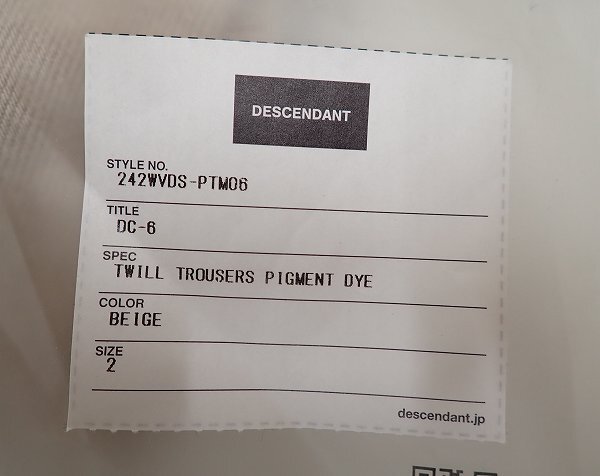 DESCENDANT
STYLE NO.
242WVDS-PTM06
TITLE
DC-6
SPEC
TWILL TROUSERS PIGMENT DYE
COLOR
BEIGE
SIZE
2
descendant.jp